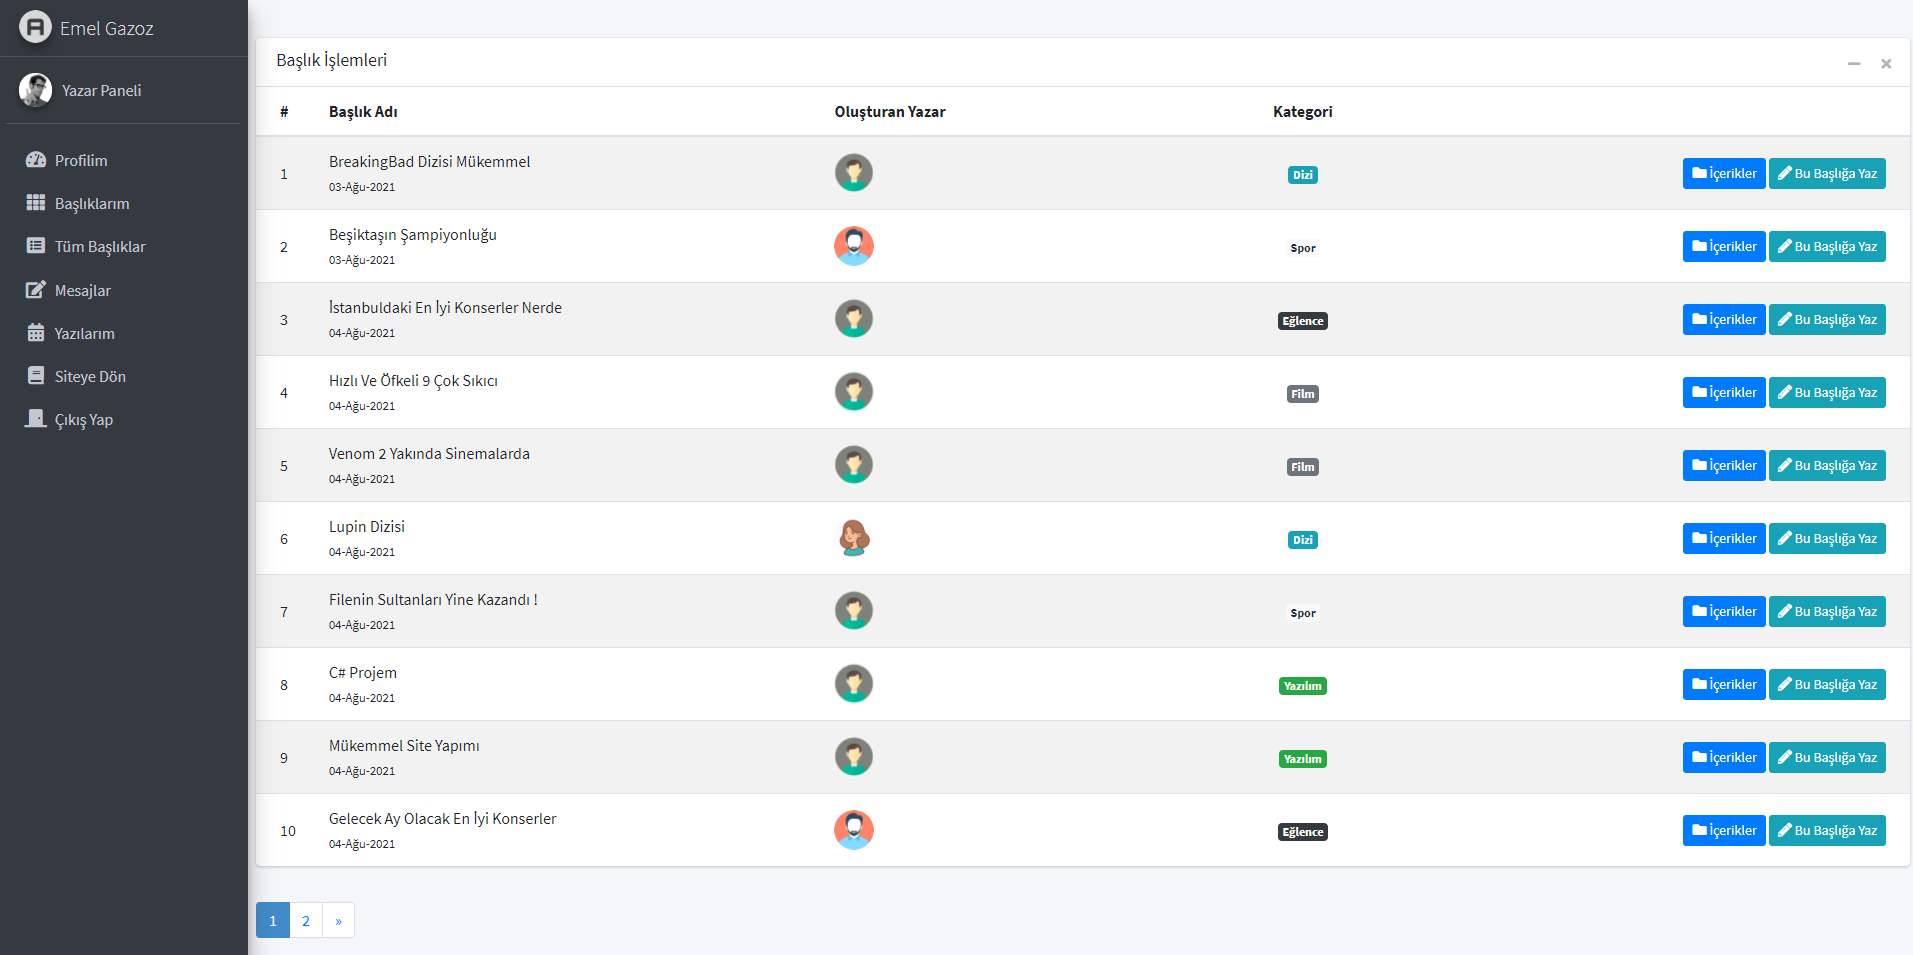 Emel Gazoz
Yazar Paneli
Profilim
Başlıklarım
Tüm Başlıklar
Mesajlar
Yazılarım
Siteye Dön
Çıkış Yap
Başlık İşlemleri
# Başlık Adı Oluşturan Yazar Kategori
1 BreakingBad Dizisi Mükemmel
03-Ağu-2021
Dizi İçerikler Bu Başlığa Yaz
2 Beşiktaşın Şampiyonluğu
03-Ağu-2021
Spor İçerikler Bu Başlığa Yaz
3 İstanbuldaki En İyi Konserler Nerde
04-Ağu-2021
Eğlence İçerikler Bu Başlığa Yaz
4 Hızlı Ve Öfkeli 9 Çok Sıkıcı
04-Ağu-2021
Film İçerikler Bu Başlığa Yaz
5 Venom 2 Yakında Sinemalarda
04-Ağu-2021
Film İçerikler Bu Başlığa Yaz
6 Lupin Dizisi
04-Ağu-2021
Dizi İçerikler Bu Başlığa Yaz
7 Filenin Sultanları Yine Kazandı !
04-Ağu-2021
Spor İçerikler Bu Başlığa Yaz
8 C# Projem
04-Ağu-2021
Yazılım İçerikler Bu Başlığa Yaz
9 Mükemmel Site Yapımı
04-Ağu-2021
Yazılım İçerikler Bu Başlığa Yaz
10 Gelecek Ay Olacak En İyi Konserler
04-Ağu-2021
Eğlence İçerikler Bu Başlığa Yaz
1 2 »